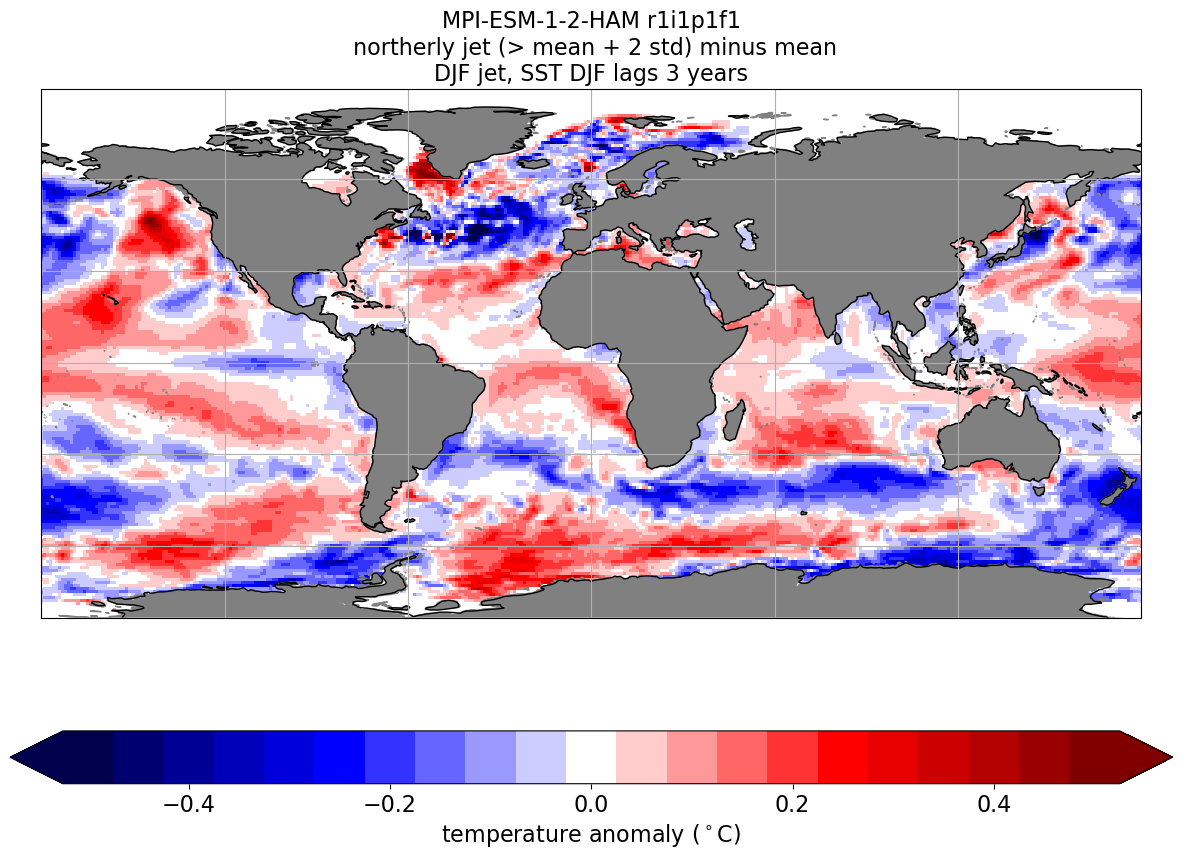 MPI-ESM-1-2-HAM r1i1p1f1
northerly jet (> mean + 2 std) minus mean
DJF jet, SST DJF lags 3 years
−0.4 −0.2 0.0 0.2 0.4
temperature anomaly (°C)